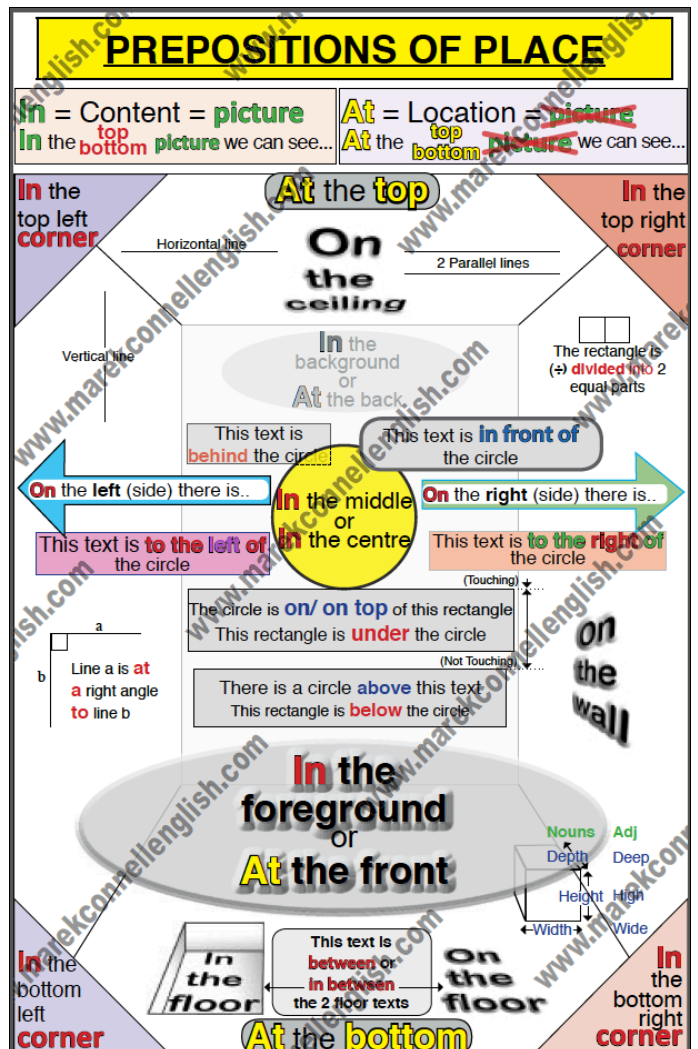 PREPOSITIONS OF PLACE
In = Content = picture
In the top bottom picture we can see...
At = Location = picture
At the top bottom picture we can see...
In the
top left
corner
At the top
In the
top right
corner
Horizontal line
On
the
ceiling
2 Parallel lines
Vertical line
In the
background
or
At the back
The rectangle is
(÷) divided into 2
equal parts
This text is
behind the circle
This text is in front of
the circle
On the left (side) there is..
In the middle
or
In the centre
On the right (side) there is..
This text is to the left of
the circle
This text is to the right of
the circle
(Touching)
The circle is on/ on top of this rectangle
This rectangle is under the circle
(Not Touching)
a
b
Line a is at
a right angle
to line b
On
the
wall
There is a circle above this text
This rectangle is below the circle
In the
foreground
or
At the front
Nouns Adj
Depth Deep
Height High
Width Wide
In the
bottom
left
corner
In
the
floor
This text is
between or
in between
the 2 floor texts
On
the
floor
In
the
bottom
right
corner
At the bottom
www.marekconnellenglish.com